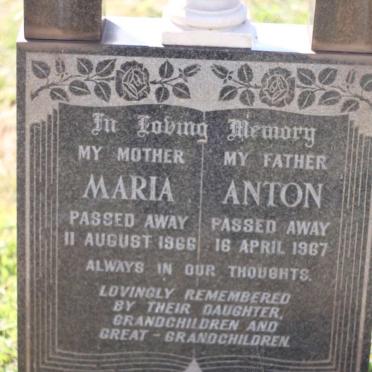 In Loving Memory
MY MOTHER MY FATHER
MARIA ANTON
PASSED AWAY PASSED AWAY
11 AUGUST 1966 16 APRIL 1967
ALWAYS IN OUR THOUGHTS.
LOVINGLY REMEMBERED
BY THEIR DAUGHTER,
GRANDCHILDREN AND
GREAT-GRANDCHILDREN.